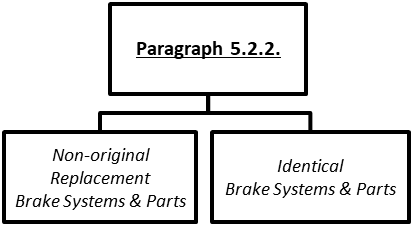 Paragraph 5.2.2.
Non-original
Replacement
Brake Systems & Parts
Identical
Brake Systems & Parts